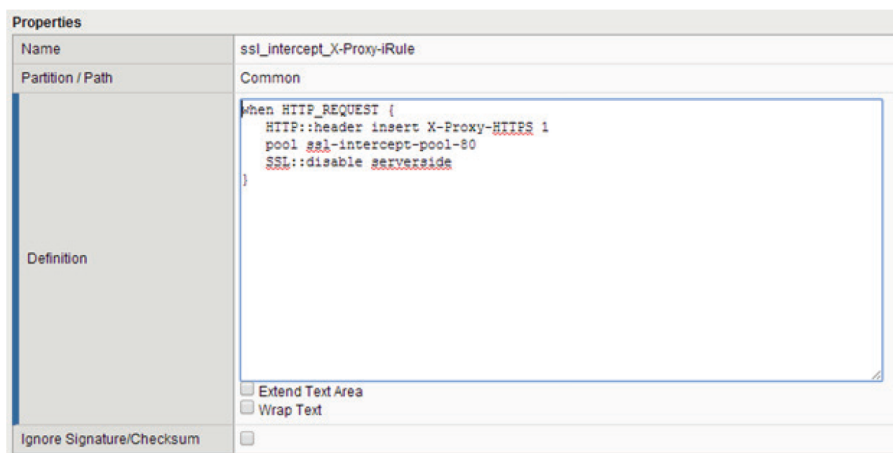 Properties
Name ssl_intercept_X-Proxy-iRule
Partition / Path Common
Definition
when HTTP_REQUEST {
HTTP::header insert X-Proxy-HTTPS 1
pool ssl-intercept-pool-80
SSL::disable serverside
}
Extend Text Area
Wrap Text
Ignore Signature/Checksum